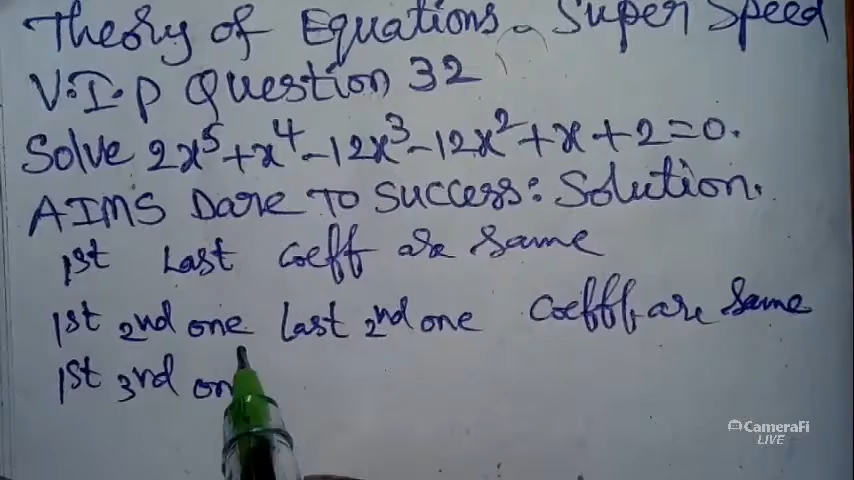 Theory of Equations - Super Speed
V.I.P Question 32
Solve 2x⁵+x⁴-12x³-12x²+x+2=0.
AIMS Dare To Success: Solution.
1st Last Coeff are Same
1st 2nd one Last 2nd one Coefff are Same
1st 3rd on
CameraFi
LIVE